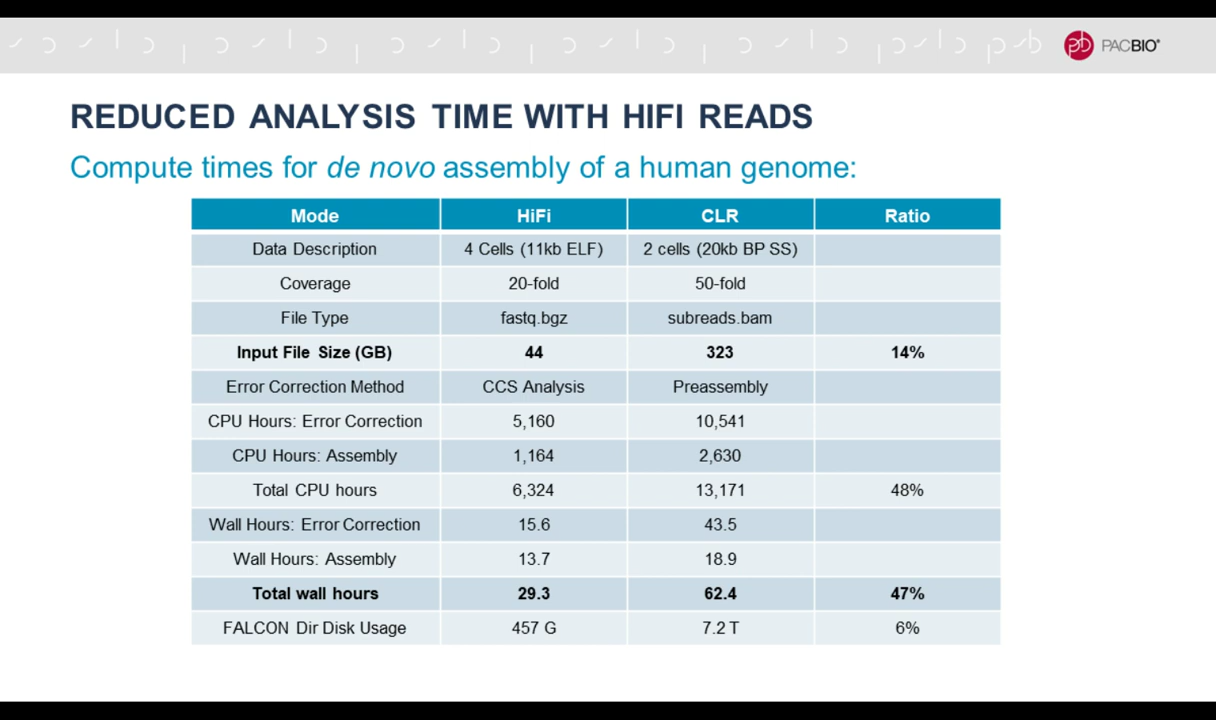 PACBIO®
REDUCED ANALYSIS TIME WITH HIFI READS
Compute times for de novo assembly of a human genome:
Mode HiFi CLR Ratio
Data Description 4 Cells (11kb ELF) 2 cells (20kb BP SS)
Coverage 20-fold 50-fold
File Type fastq.bgz subreads.bam
Input File Size (GB) 44 323 14%
Error Correction Method CCS Analysis Preassembly
CPU Hours: Error Correction 5,160 10,541
CPU Hours: Assembly 1,164 2,630
Total CPU hours 6,324 13,171 48%
Wall Hours: Error Correction 15.6 43.5
Wall Hours: Assembly 13.7 18.9
Total wall hours 29.3 62.4 47%
FALCON Dir Disk Usage 457 G 7.2 T 6%